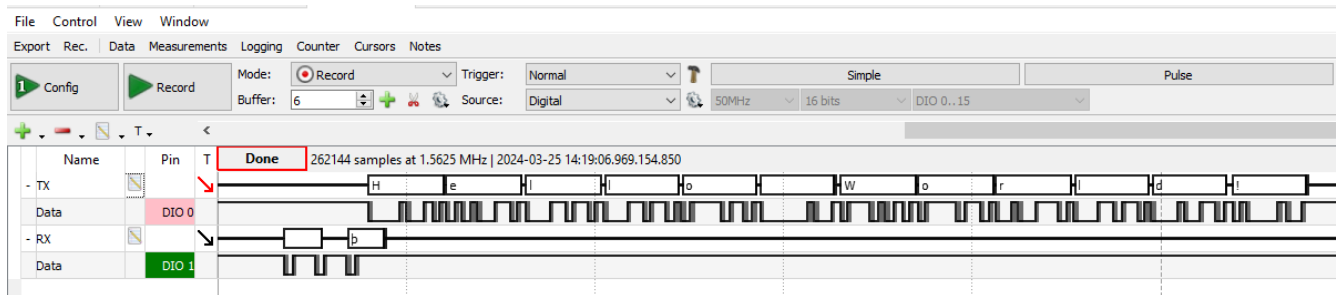 File Control View Window
Export Rec. Data Measurements Logging Counter Cursors Notes
1 Config Record Mode: Record Trigger: Normal Simple Pulse
Buffer: 6 Source: Digital 50MHz 16 bits DIO 0..15
T <
Name Pin T Done 262144 samples at 1.5625 MHz | 2024-03-25 14:19:06.969.154.850
- TX H e l l o W o r l d !
Data DIO 0
- RX þ
Data DIO 1